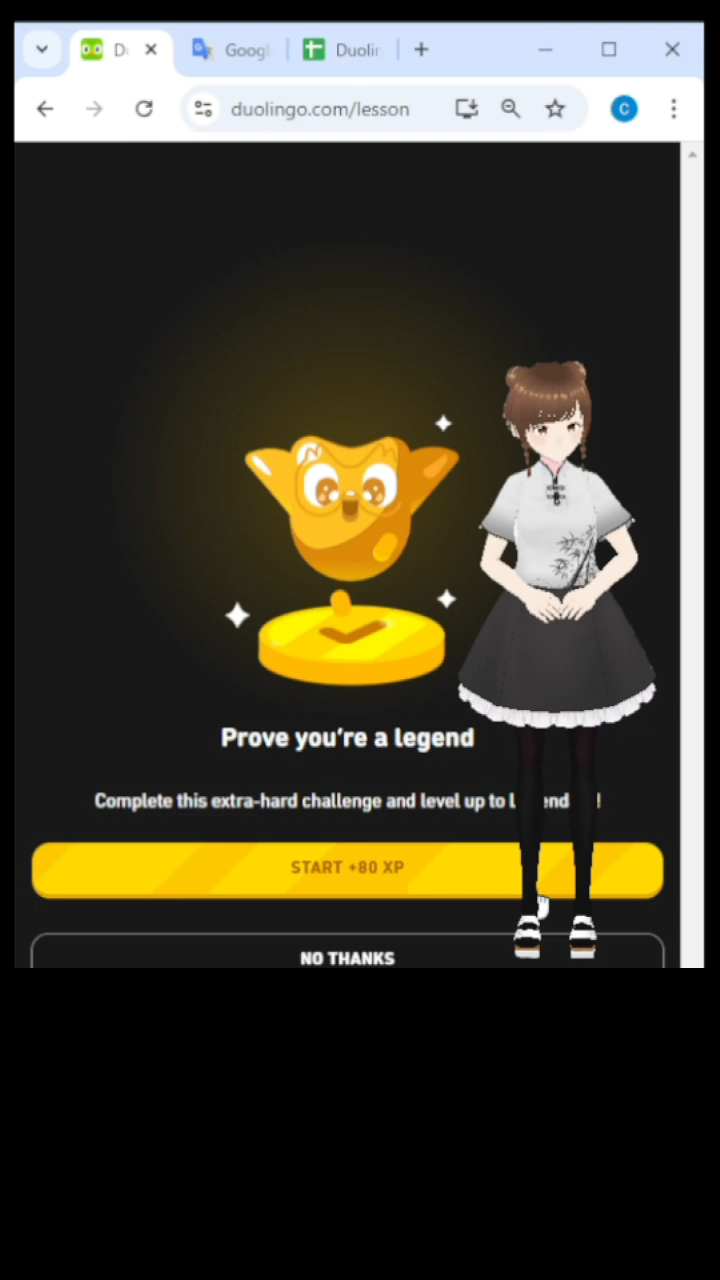 Googl
Duolin
duolingo.com/lesson
C
Prove you're a legend
Complete this extra-hard challenge and level up to
START +80 XP
NO THANKS